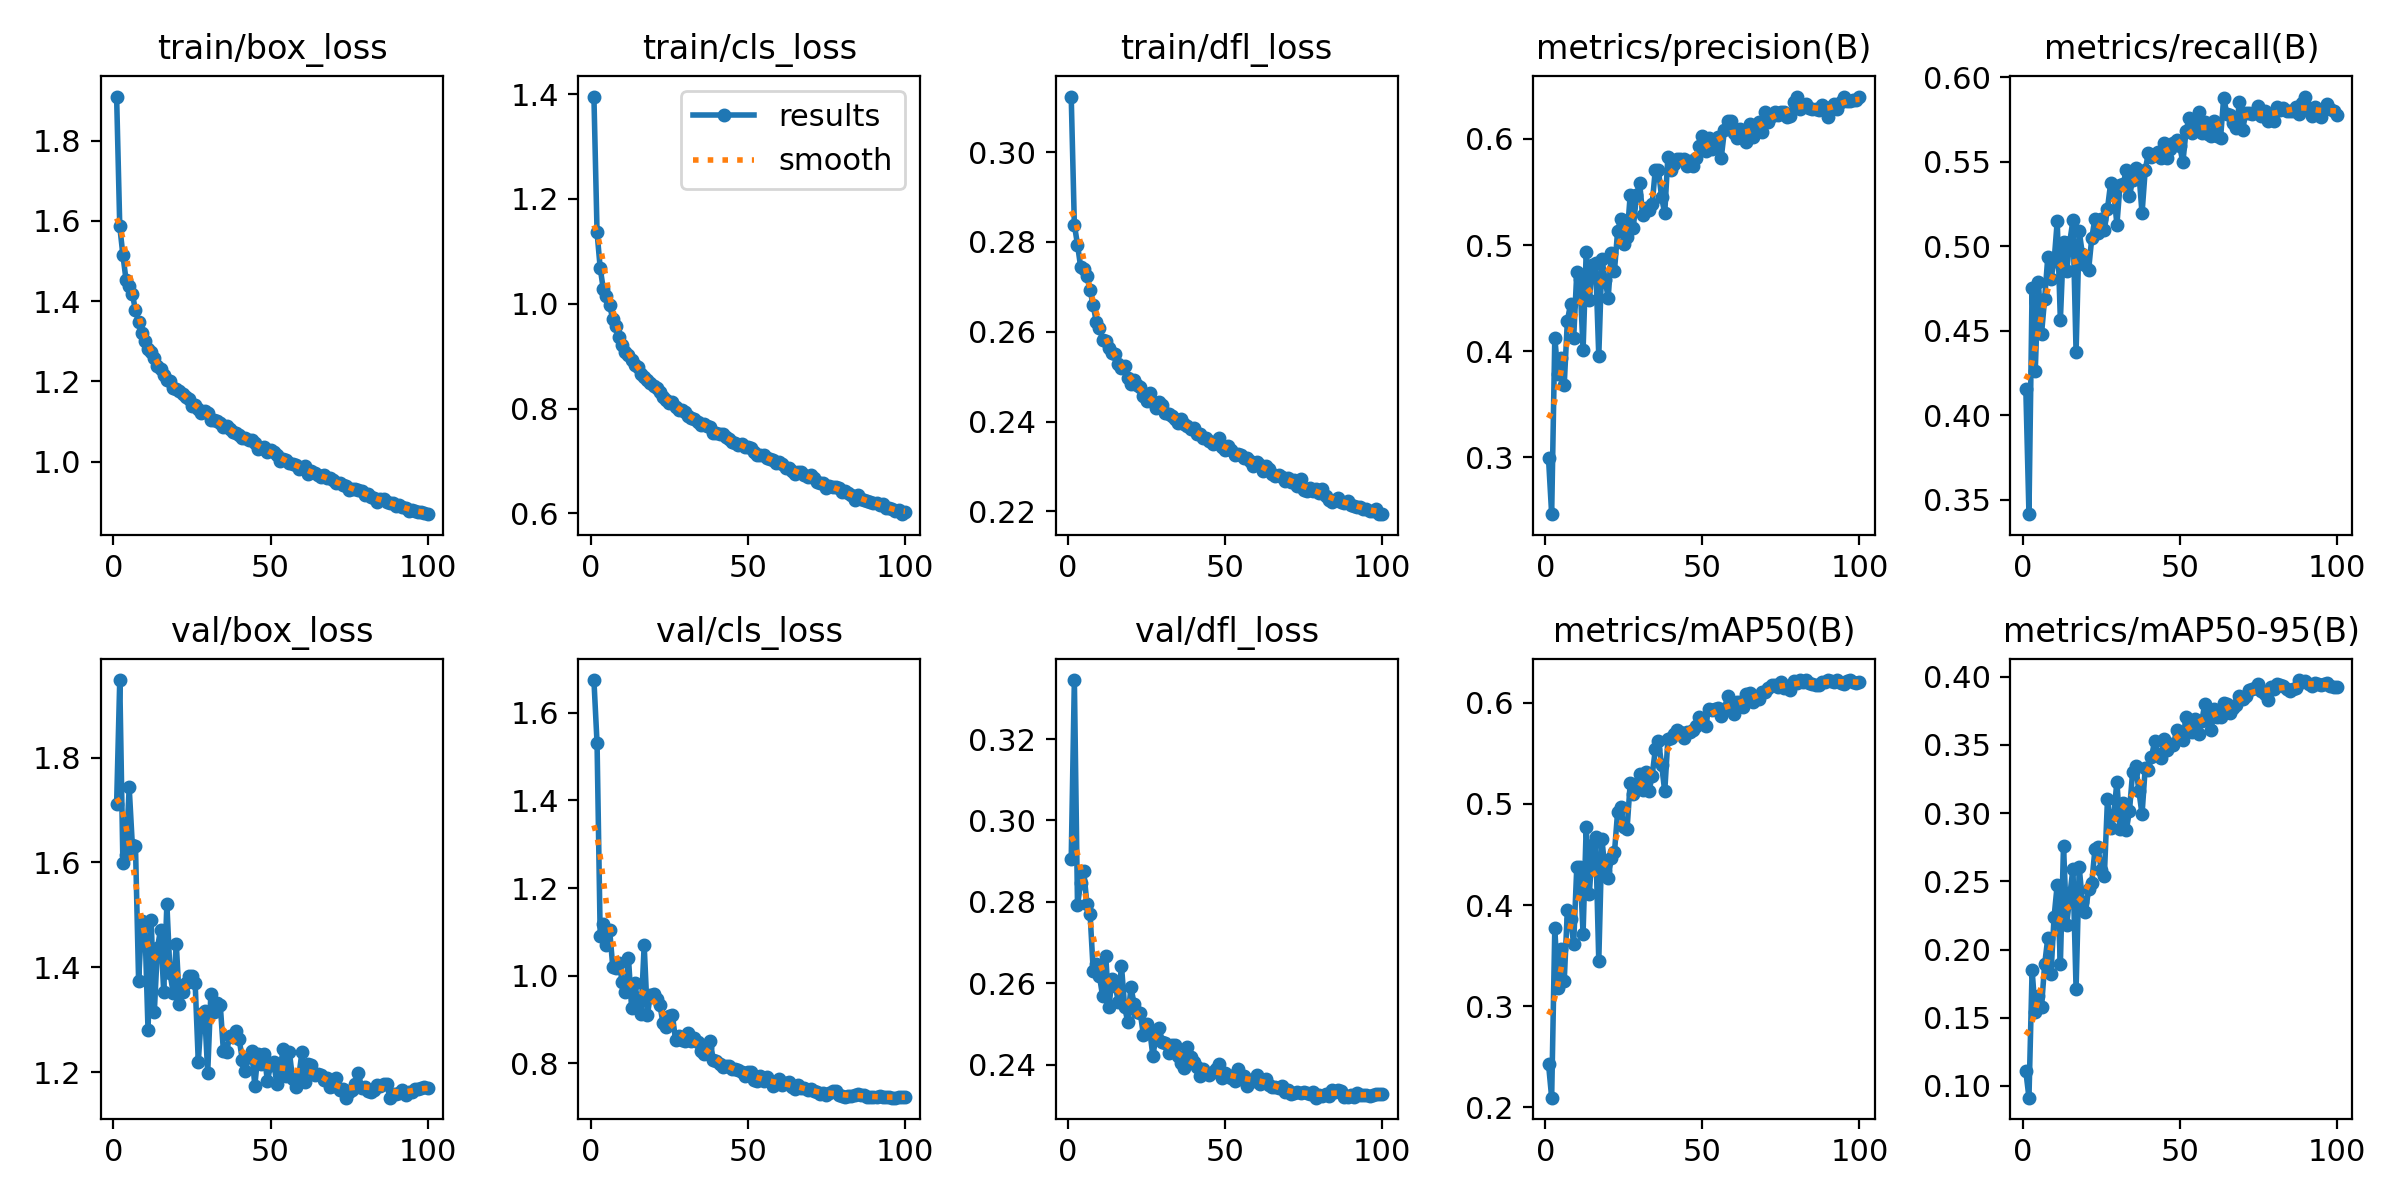 train/box_loss
1.8
1.6
1.4
1.2
1.0
0 50 100
train/cls_loss
results
smooth
1.4
1.2
1.0
0.8
0.6
0 50 100
train/dfl_loss
0.30
0.28
0.26
0.24
0.22
0 50 100
metrics/precision(B)
0.6
0.5
0.4
0.3
0 50 100
metrics/recall(B)
0.60
0.55
0.50
0.45
0.40
0.35
0 50 100
val/box_loss
1.8
1.6
1.4
1.2
0 50 100
val/cls_loss
1.6
1.4
1.2
1.0
0.8
0 50 100
val/dfl_loss
0.32
0.30
0.28
0.26
0.24
0 50 100
metrics/mAP50(B)
0.6
0.5
0.4
0.3
0.2
0 50 100
metrics/mAP50-95(B)
0.40
0.35
0.30
0.25
0.20
0.15
0.10
0 50 100